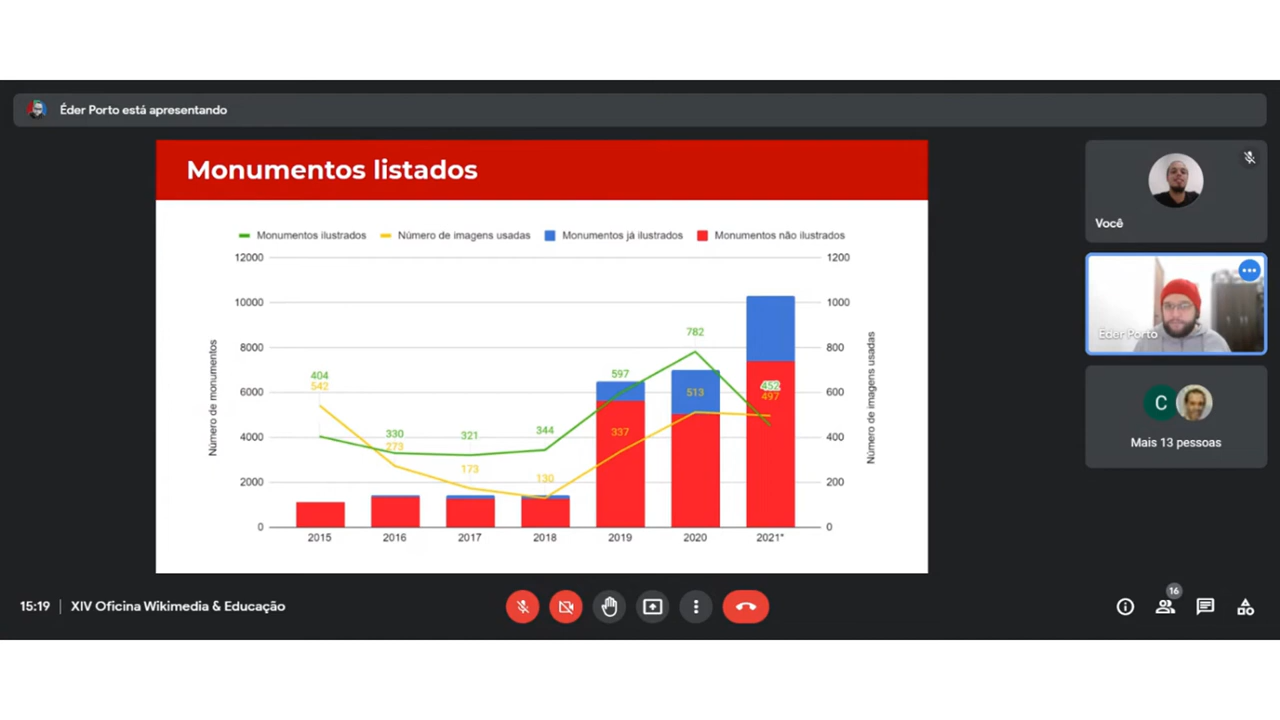 Éder Porto está apresentando
Monumentos listados
Monumentos ilustrados Número de imagens usadas Monumentos já ilustrados Monumentos não ilustrados
12000
10000
8000
6000
4000
2000
0
Número de monumentos
404
542
330
273
321
173
344
130
597
337
782
513
452
497
1200
1000
800
600
400
200
0
Número de imagens usadas
2015 2016 2017 2018 2019 2020 2021*
Você
Éder Porto
C
Mais 13 pessoas
15:19 | XIV Oficina Wikimedia & Educação
16